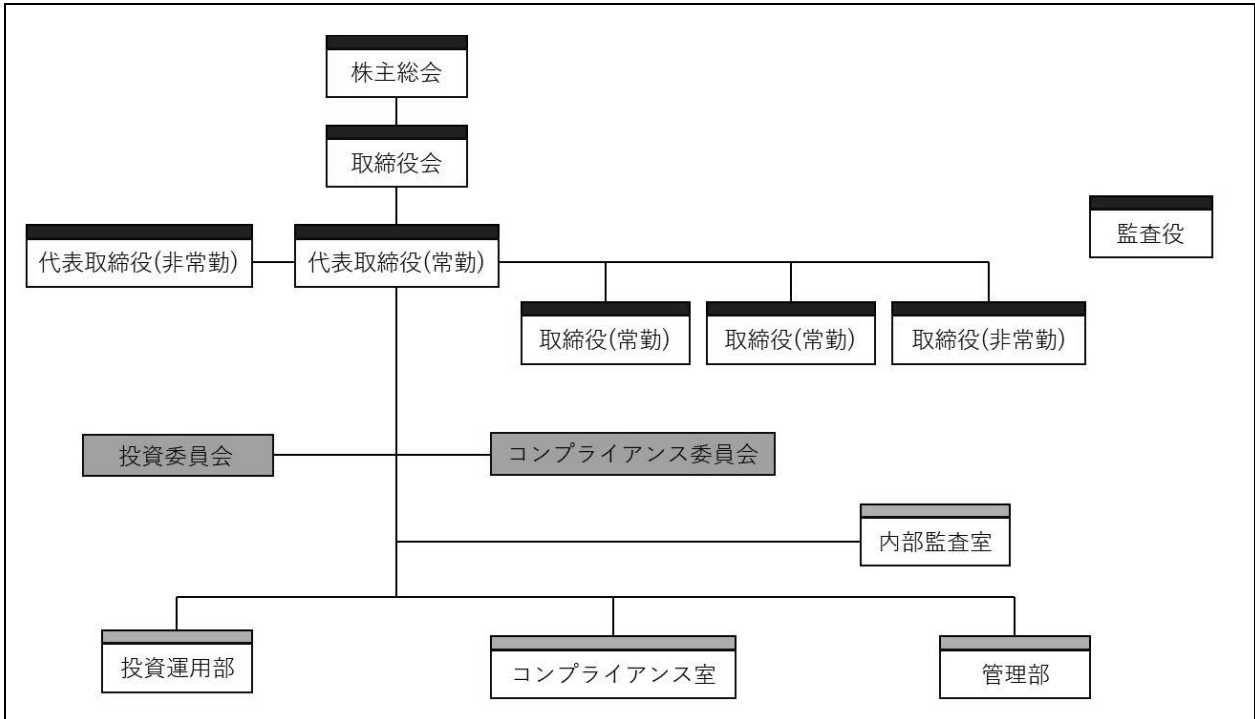 株主総会
取締役会
監査役
代表取締役(非常勤)
代表取締役(常勤)
取締役(常勤)
取締役(常勤)
取締役(非常勤)
投資委員会
コンプライアンス委員会
内部監査室
投資運用部
コンプライアンス室
管理部